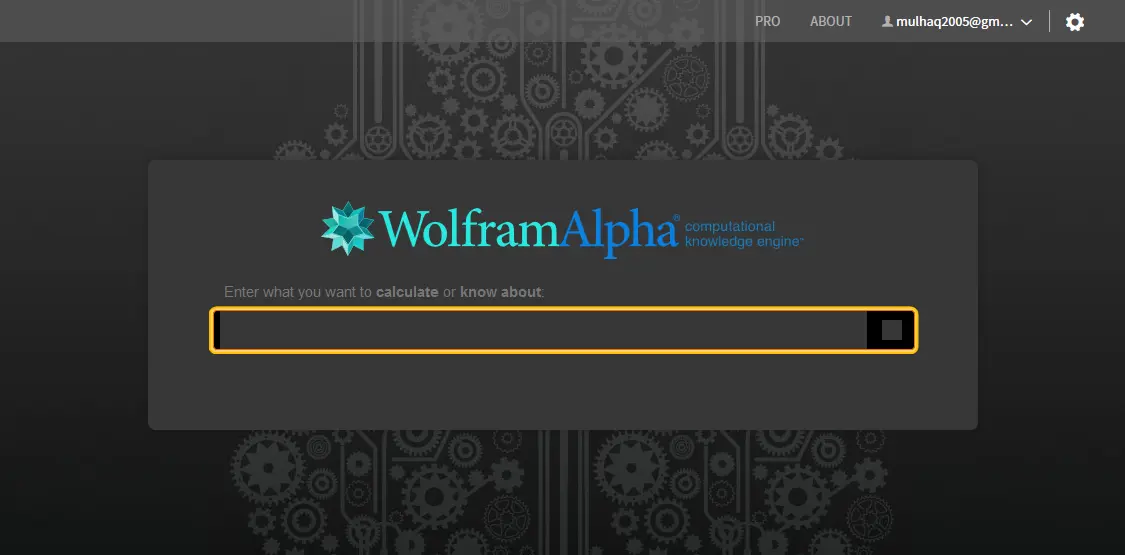 PRO ABOUT mulhaq2005@gm...
WolframAlpha® computational
knowledge engine™
Enter what you want to calculate or know about: